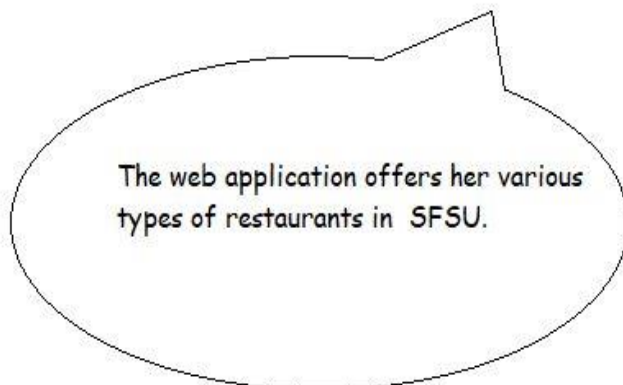 The web application offers her various
types of restaurants in  SFSU.